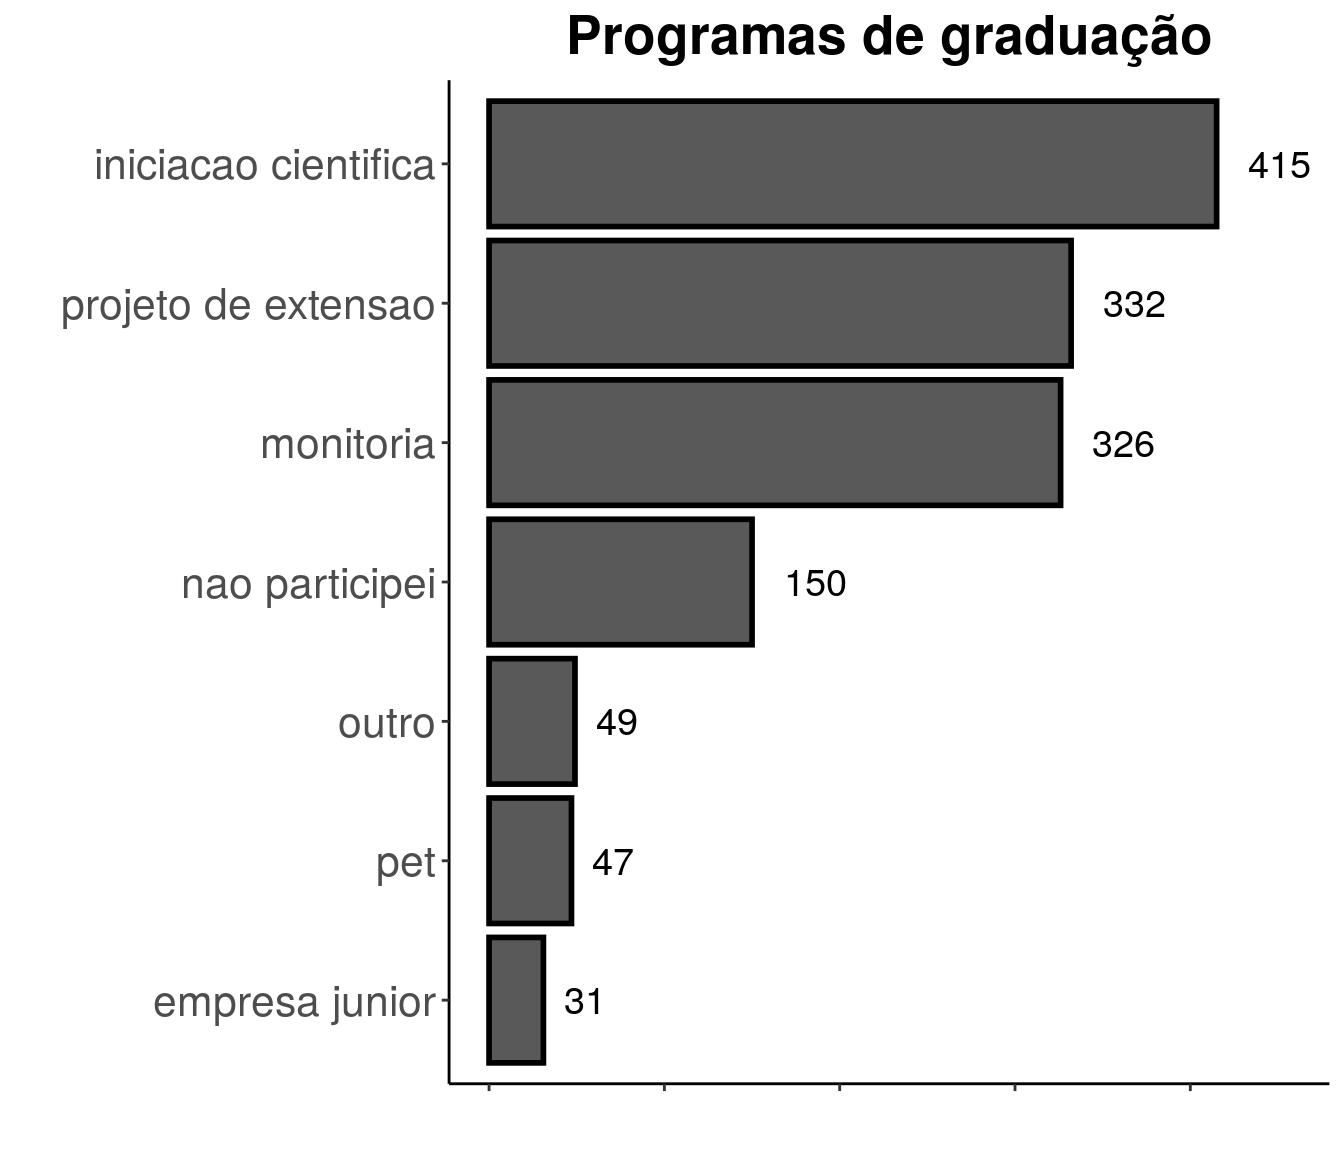 Programas de graduação
iniciacao cientifica 415
projeto de extensao 332
monitoria 326
nao participei 150
outro 49
pet 47
empresa junior 31